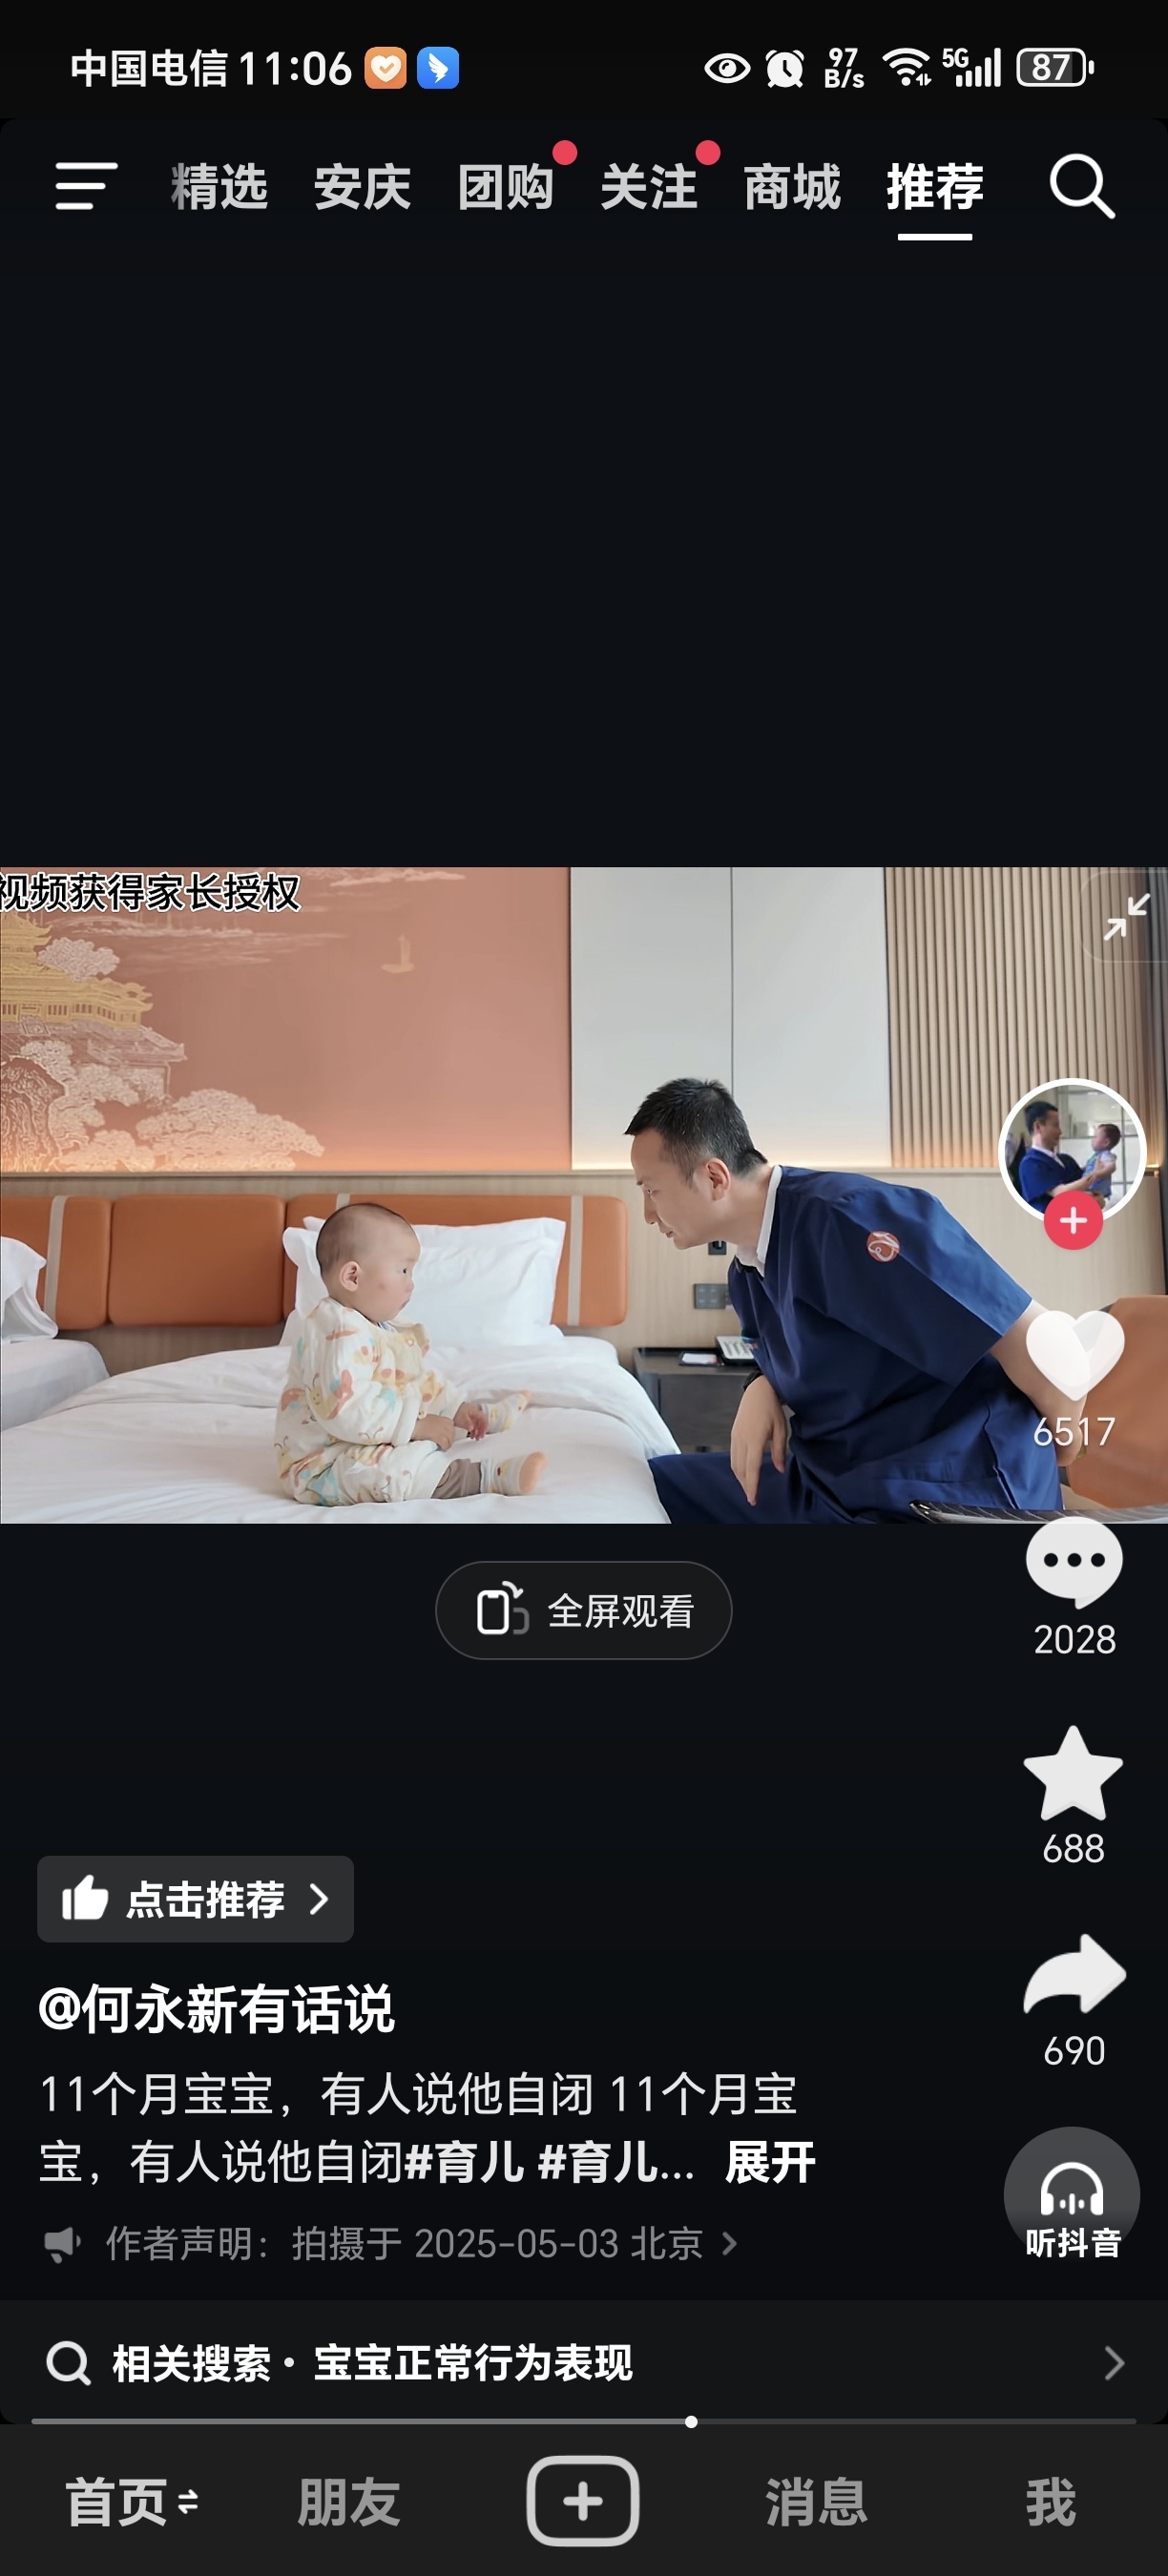 中国电信 11:06 97 B/s 5G 87
精选 安庆 团购 关注 商城 推荐
视频获得家长授权
6517
全屏观看
2028
688
点击推荐
@何永新有话说
690
11个月宝宝，有人说他自闭 11个月宝
宝，有人说他自闭#育儿 #育儿... 展开
作者声明：拍摄于 2025-05-03 北京
听抖音
相关搜索· 宝宝正常行为表现
首页 朋友 消息 我